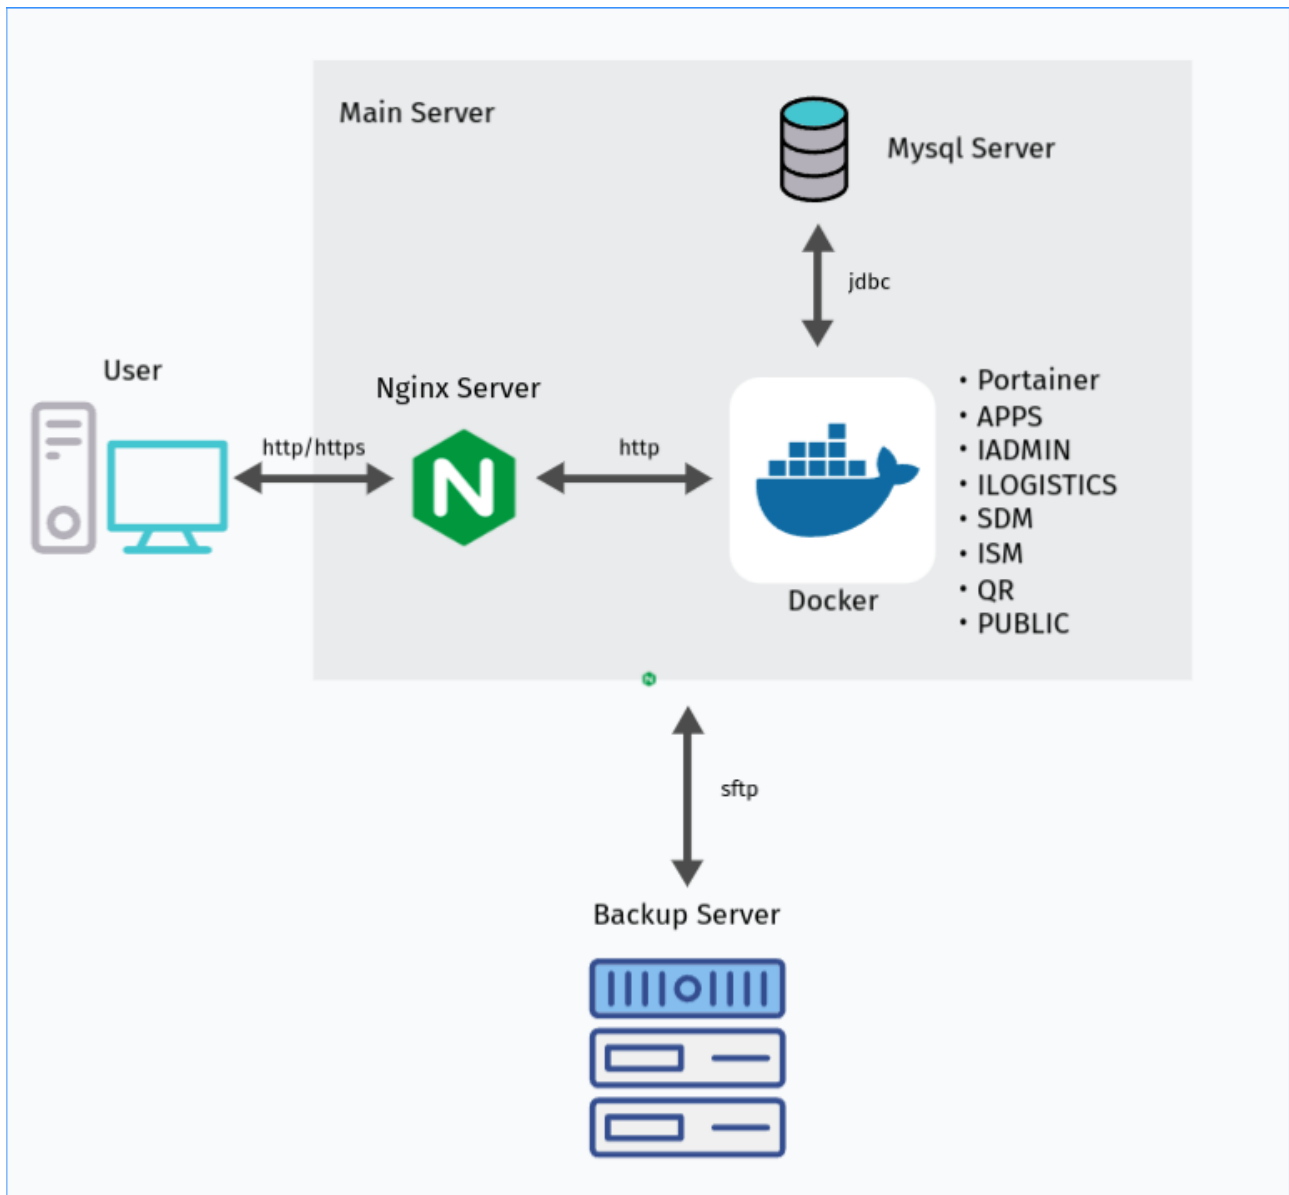 Main Server
Mysql Server
jdbc
User
Nginx Server
http/https
http
N
Docker
• Portainer
• APPS
• IADMIN
• ILOGISTICS
• SDM
• ISM
• QR
• PUBLIC
N
sftp
Backup Server